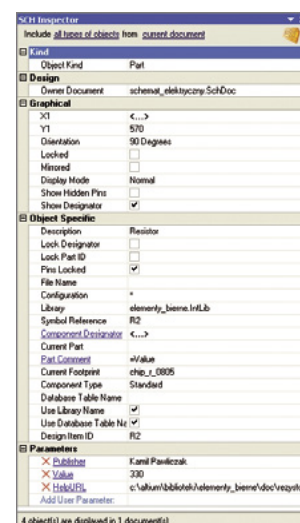 SCH Inspector
Include all types of objects from current document
Kind
Object Kind Part
Design
Owner Document schemat_elektryczny.SchDoc
Graphical
X1 <...>
Y1 570
Orientation 90 Degrees
Locked
Mirrored
Display Mode Normal
Show Hidden Pins
Show Designator
Object Specific
Description Resistor
Lock Designator
Lock Part ID
Pins Locked
File Name
Configuration *
Library elementy_bierne.IntLib
Symbol Reference R2
Component Designator <...>
Current Part
Part Comment =Value
Current Footprint chip_r_0805
Component Type Standard
Database Table Name
Use Library Name
Use Database Table Na
Design Item ID R2
Parameters
Publisher Kamil Pawliczak
Value 330
HelpURL c:\altium\biblioteki\elementy_bierne\doc\rezysto
Add User Parameter:
4 object(s) are displayed in 1 document(s)